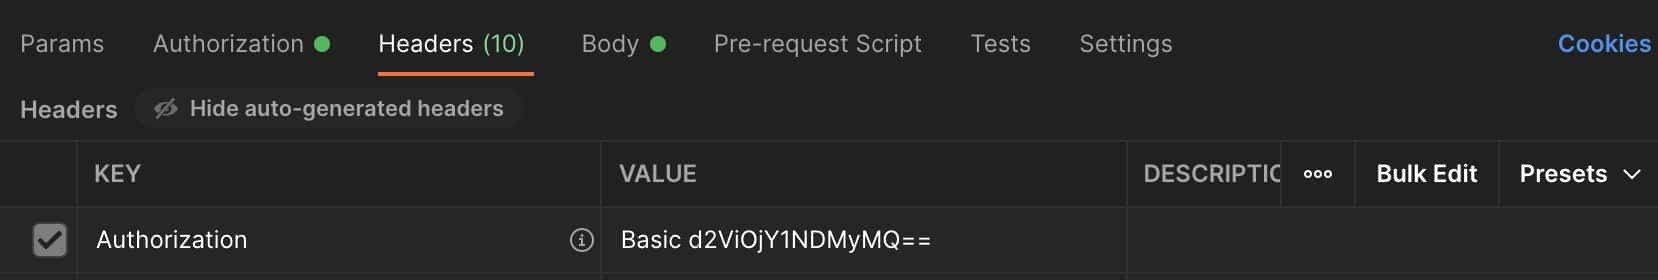 Params Authorization Headers (10) Body Pre-request Script Tests Settings Cookies
Headers Hide auto-generated headers
KEY VALUE DESCRIPTIC Bulk Edit Presets
Authorization Basic d2ViOjY1NDMyMQ==